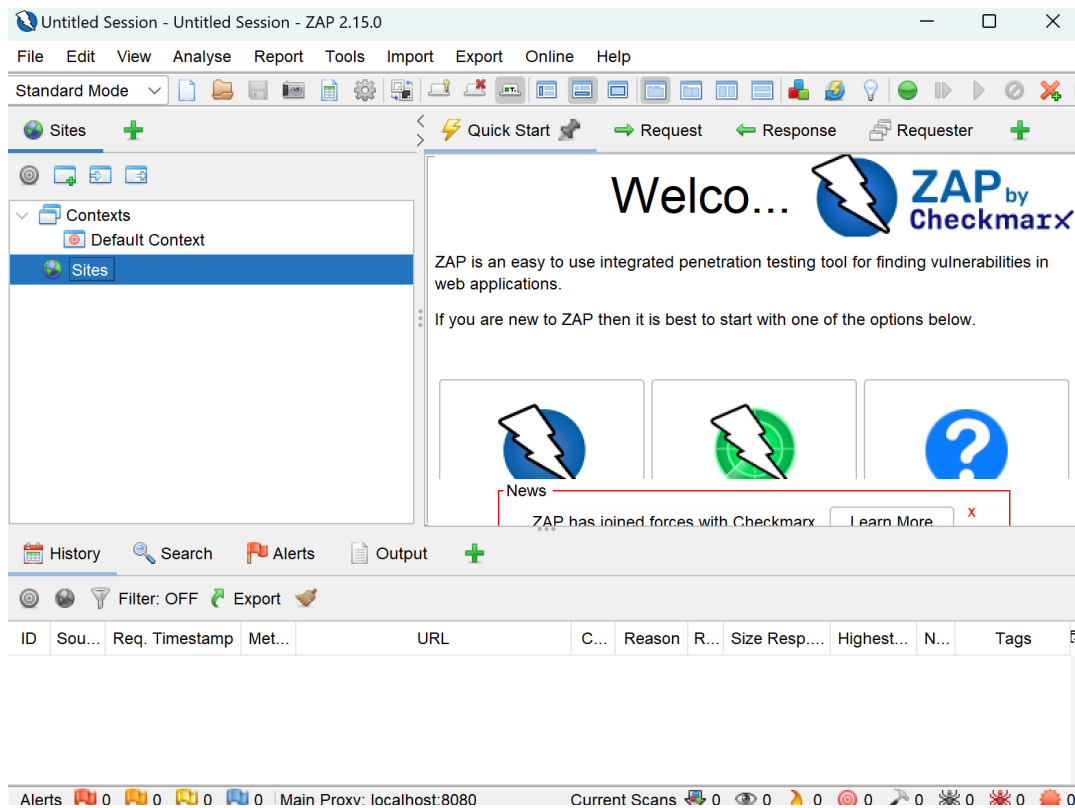 Untitled Session - Untitled Session - ZAP 2.15.0
File Edit View Analyse Report Tools Import Export Online Help
Standard Mode
Sites
Quick Start Request Response Requester
Contexts
Default Context
Sites
Welco...
ZAP by
Checkmarx
ZAP is an easy to use integrated penetration testing tool for finding vulnerabilities in
web applications.
If you are new to ZAP then it is best to start with one of the options below.
?
News
ZAP has joined forces with Checkmarx Learn More x
History Search Alerts Output
Filter: OFF Export
ID Sou... Req. Timestamp Met... URL C... Reason R... Size Resp.... Highest... N... Tags
Alerts 0 0 0 0 Main Proxy: localhost:8080 Current Scans 0 0 0 0 0 0 0 0